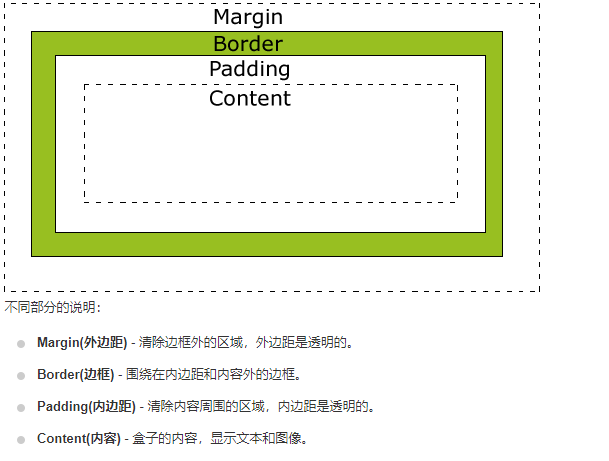 Margin
Border
Padding
Content
不同部分的说明：
Margin(外边距) - 清除边框外的区域，外边距是透明的。
Border(边框) - 围绕在内边距和内容外的边框。
Padding(内边距) - 清除内容周围的区域，内边距是透明的。
Content(内容) - 盒子的内容，显示文本和图像。